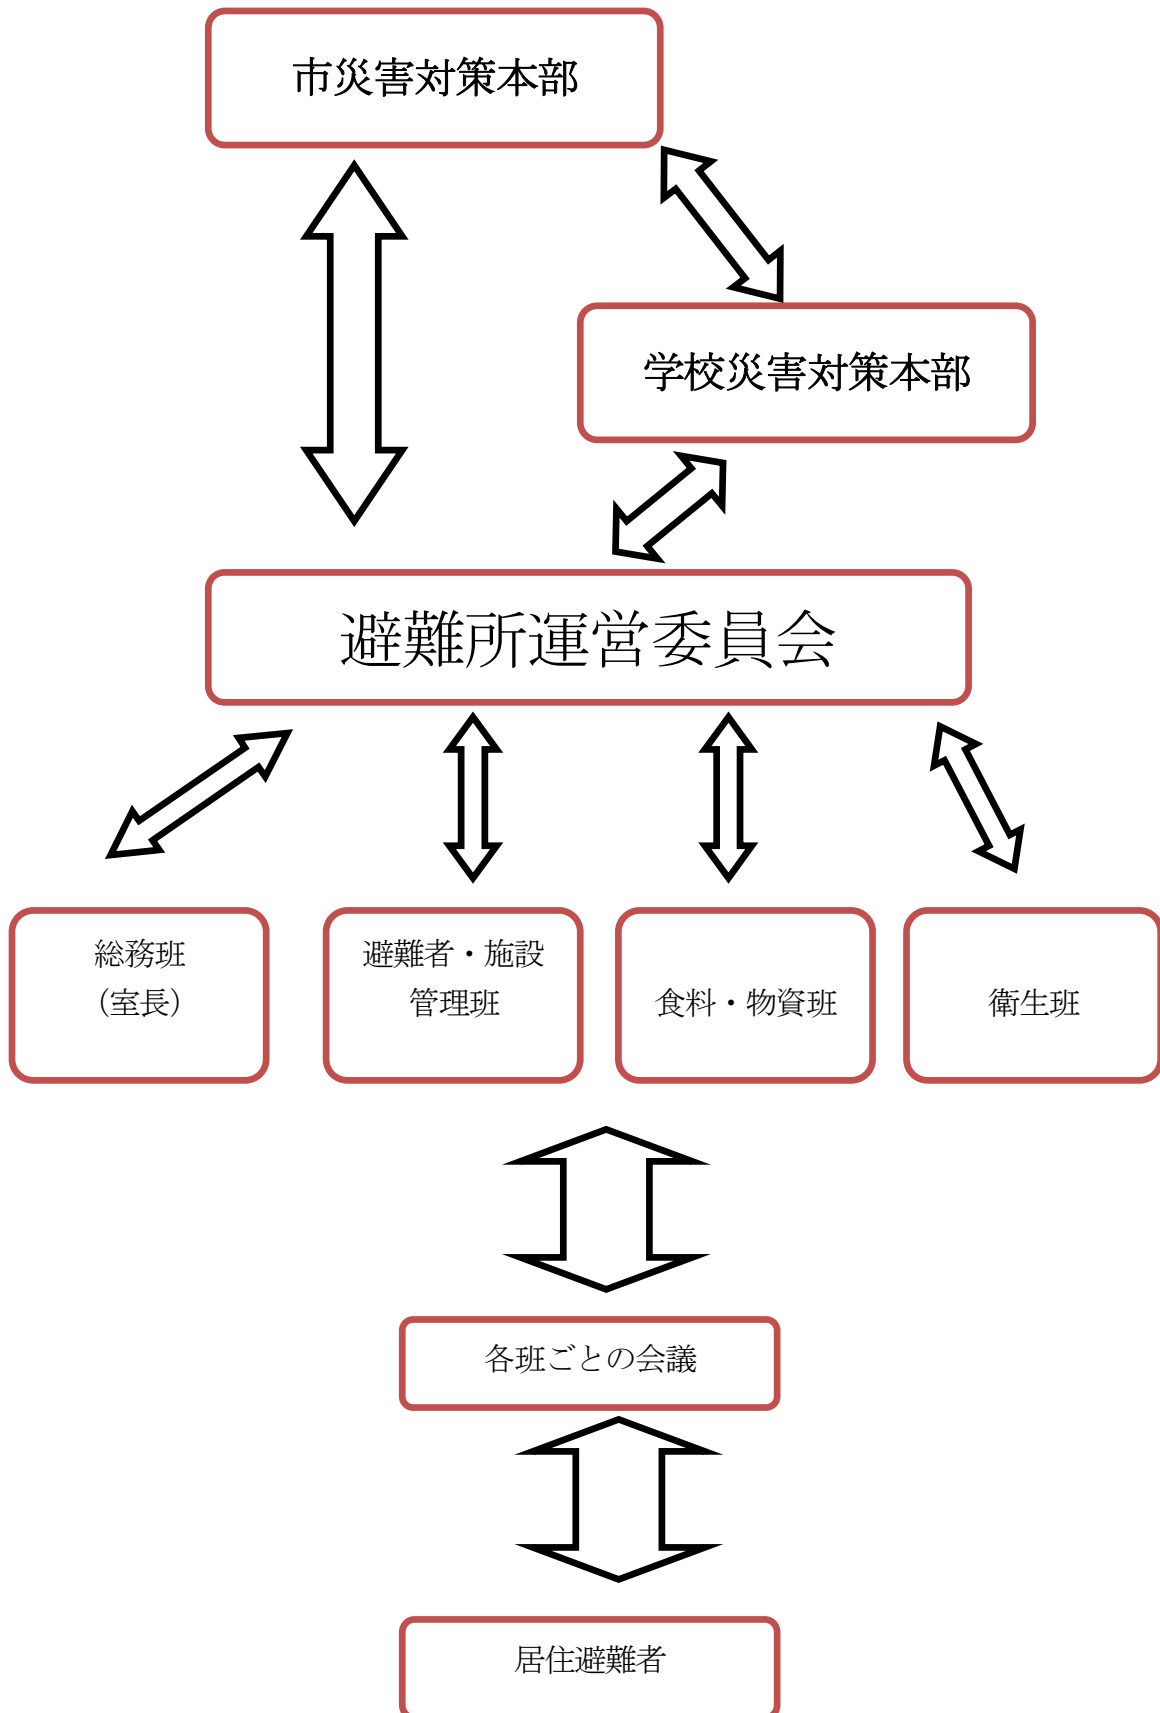 市災害対策本部
学校災害対策本部
避難所運営委員会
総務班
（室長）
避難者・施設
管理班
食料・物資班
衛生班
各班ごとの会議
居住避難者